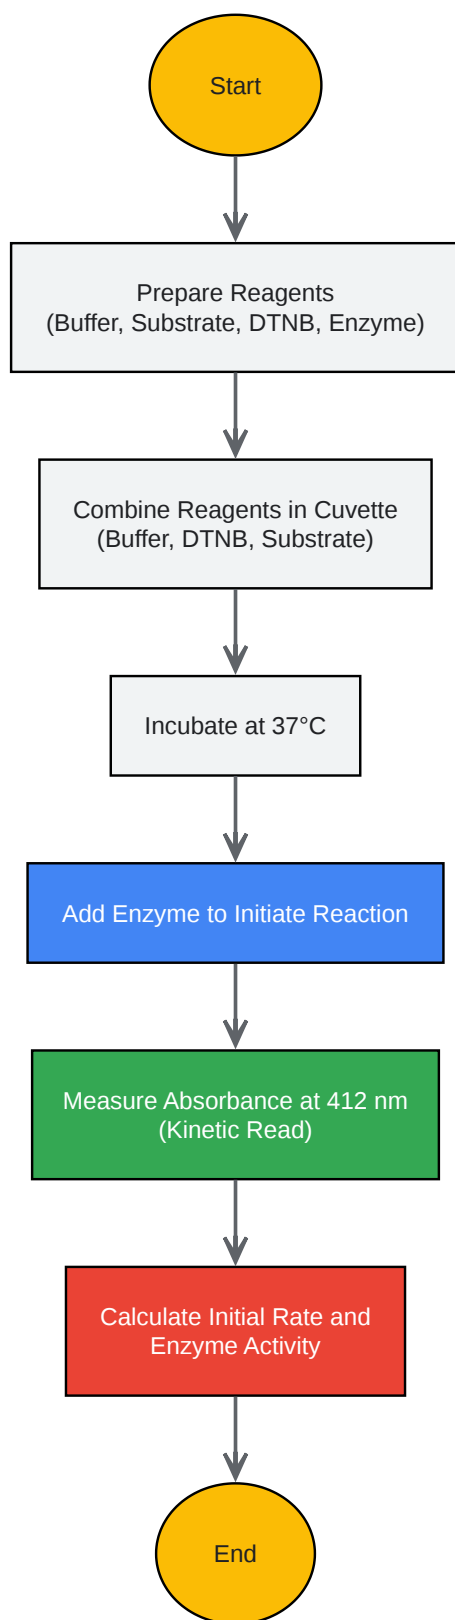 Start
Prepare Reagents
(Buffer, Substrate, DTNB, Enzyme)
Combine Reagents in Cuvette
(Buffer, DTNB, Substrate)
Incubate at 37°C
Add Enzyme to Initiate Reaction
Measure Absorbance at 412 nm
(Kinetic Read)
Calculate Initial Rate and
Enzyme Activity
End